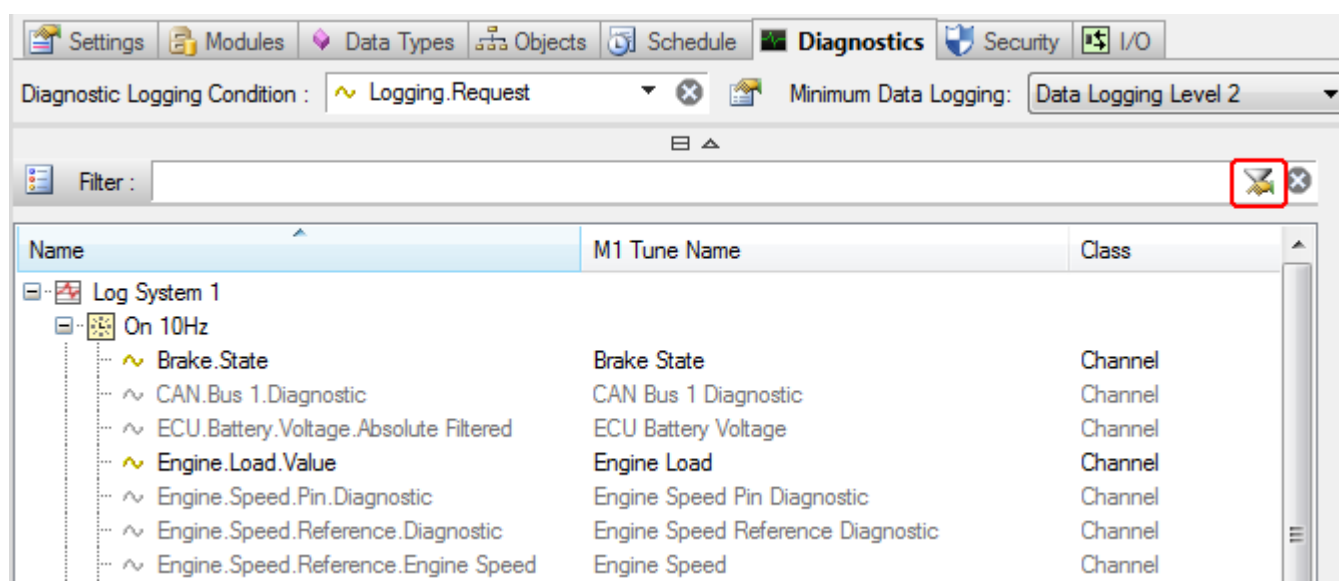 Settings Modules Data Types Objects Schedule Diagnostics Security I/O
Diagnostic Logging Condition : Logging.Request Minimum Data Logging: Data Logging Level 2
Filter :
Name M1 Tune Name Class
Log System 1
On 10Hz
Brake.State Brake State Channel
CAN.Bus 1.Diagnostic CAN Bus 1 Diagnostic Channel
ECU.Battery.Voltage.Absolute Filtered ECU Battery Voltage Channel
Engine.Load.Value Engine Load Channel
Engine.Speed.Pin.Diagnostic Engine Speed Pin Diagnostic Channel
Engine.Speed.Reference.Diagnostic Engine Speed Reference Diagnostic Channel
Engine.Speed.Reference.Engine Speed Engine Speed Channel